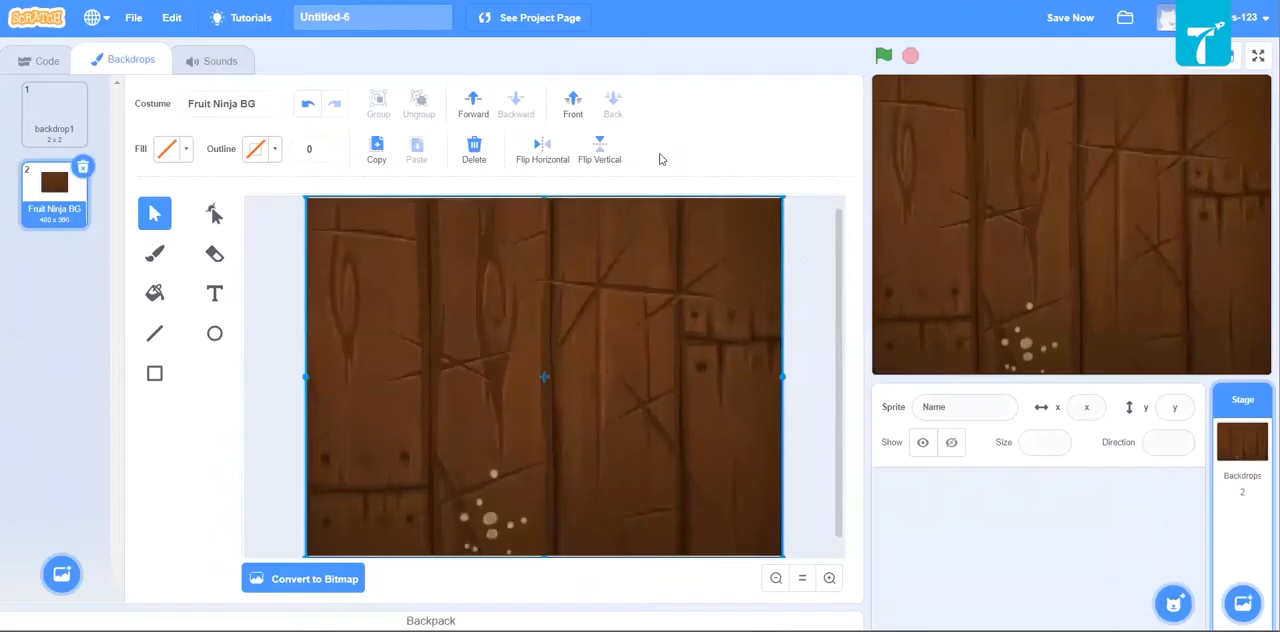 SCRATCH
File
Edit
Tutorials
Untitled-6
See Project Page
Save Now
s-123
Code
Backdrops
Sounds
1
backdrop1
2 x 2
2
Fruit Ninja BG
480 x 366
Costume
Fruit Ninja BG
Group
Ungroup
Forward
Backward
Front
Back
Fill
Outline
0
Copy
Paste
Delete
Flip Horizontal
Flip Vertical
Convert to Bitmap
Backpack
Sprite
Name
x
x
y
y
Show
Size
Direction
Stage
Backdrops
2